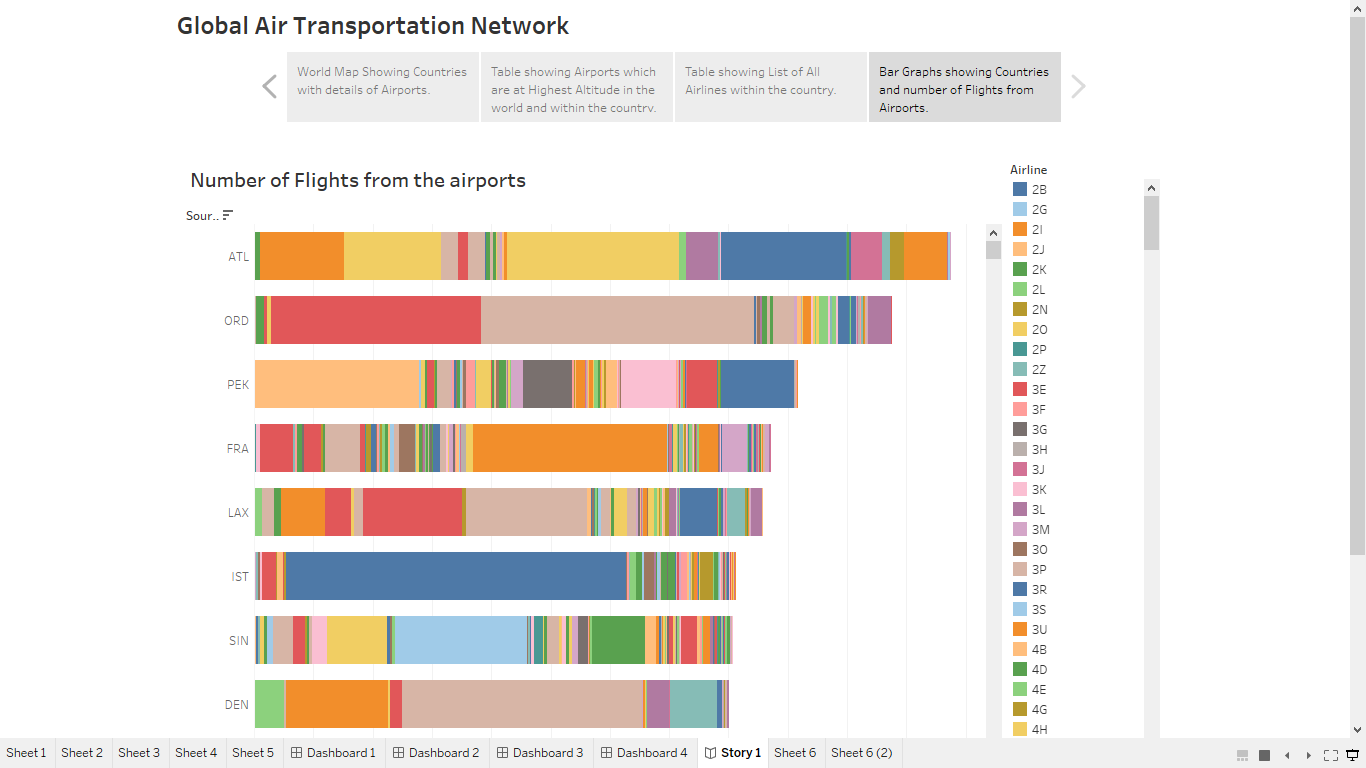 Global Air Transportation Network
World Map Showing Countries
with details of Airports.
Table showing Airports which
are at Highest Altitude in the
world and within the country.
Table showing List of All
Airlines within the country.
Bar Graphs showing Countries
and number of Flights from
Airports.
Number of Flights from the airports
Sour..
ATL
ORD
PEK
FRA
LAX
IST
SIN
DEN
Airline
2B
2G
2I
2J
2K
2L
2N
2O
2P
2Z
3E
3F
3G
3H
3J
3K
3L
3M
3O
3P
3R
3S
3U
4B
4D
4E
4G
4H
Sheet 1 Sheet 2 Sheet 3 Sheet 4 Sheet 5 Dashboard 1 Dashboard 2 Dashboard 3 Dashboard 4 Story 1 Sheet 6 Sheet 6 (2)